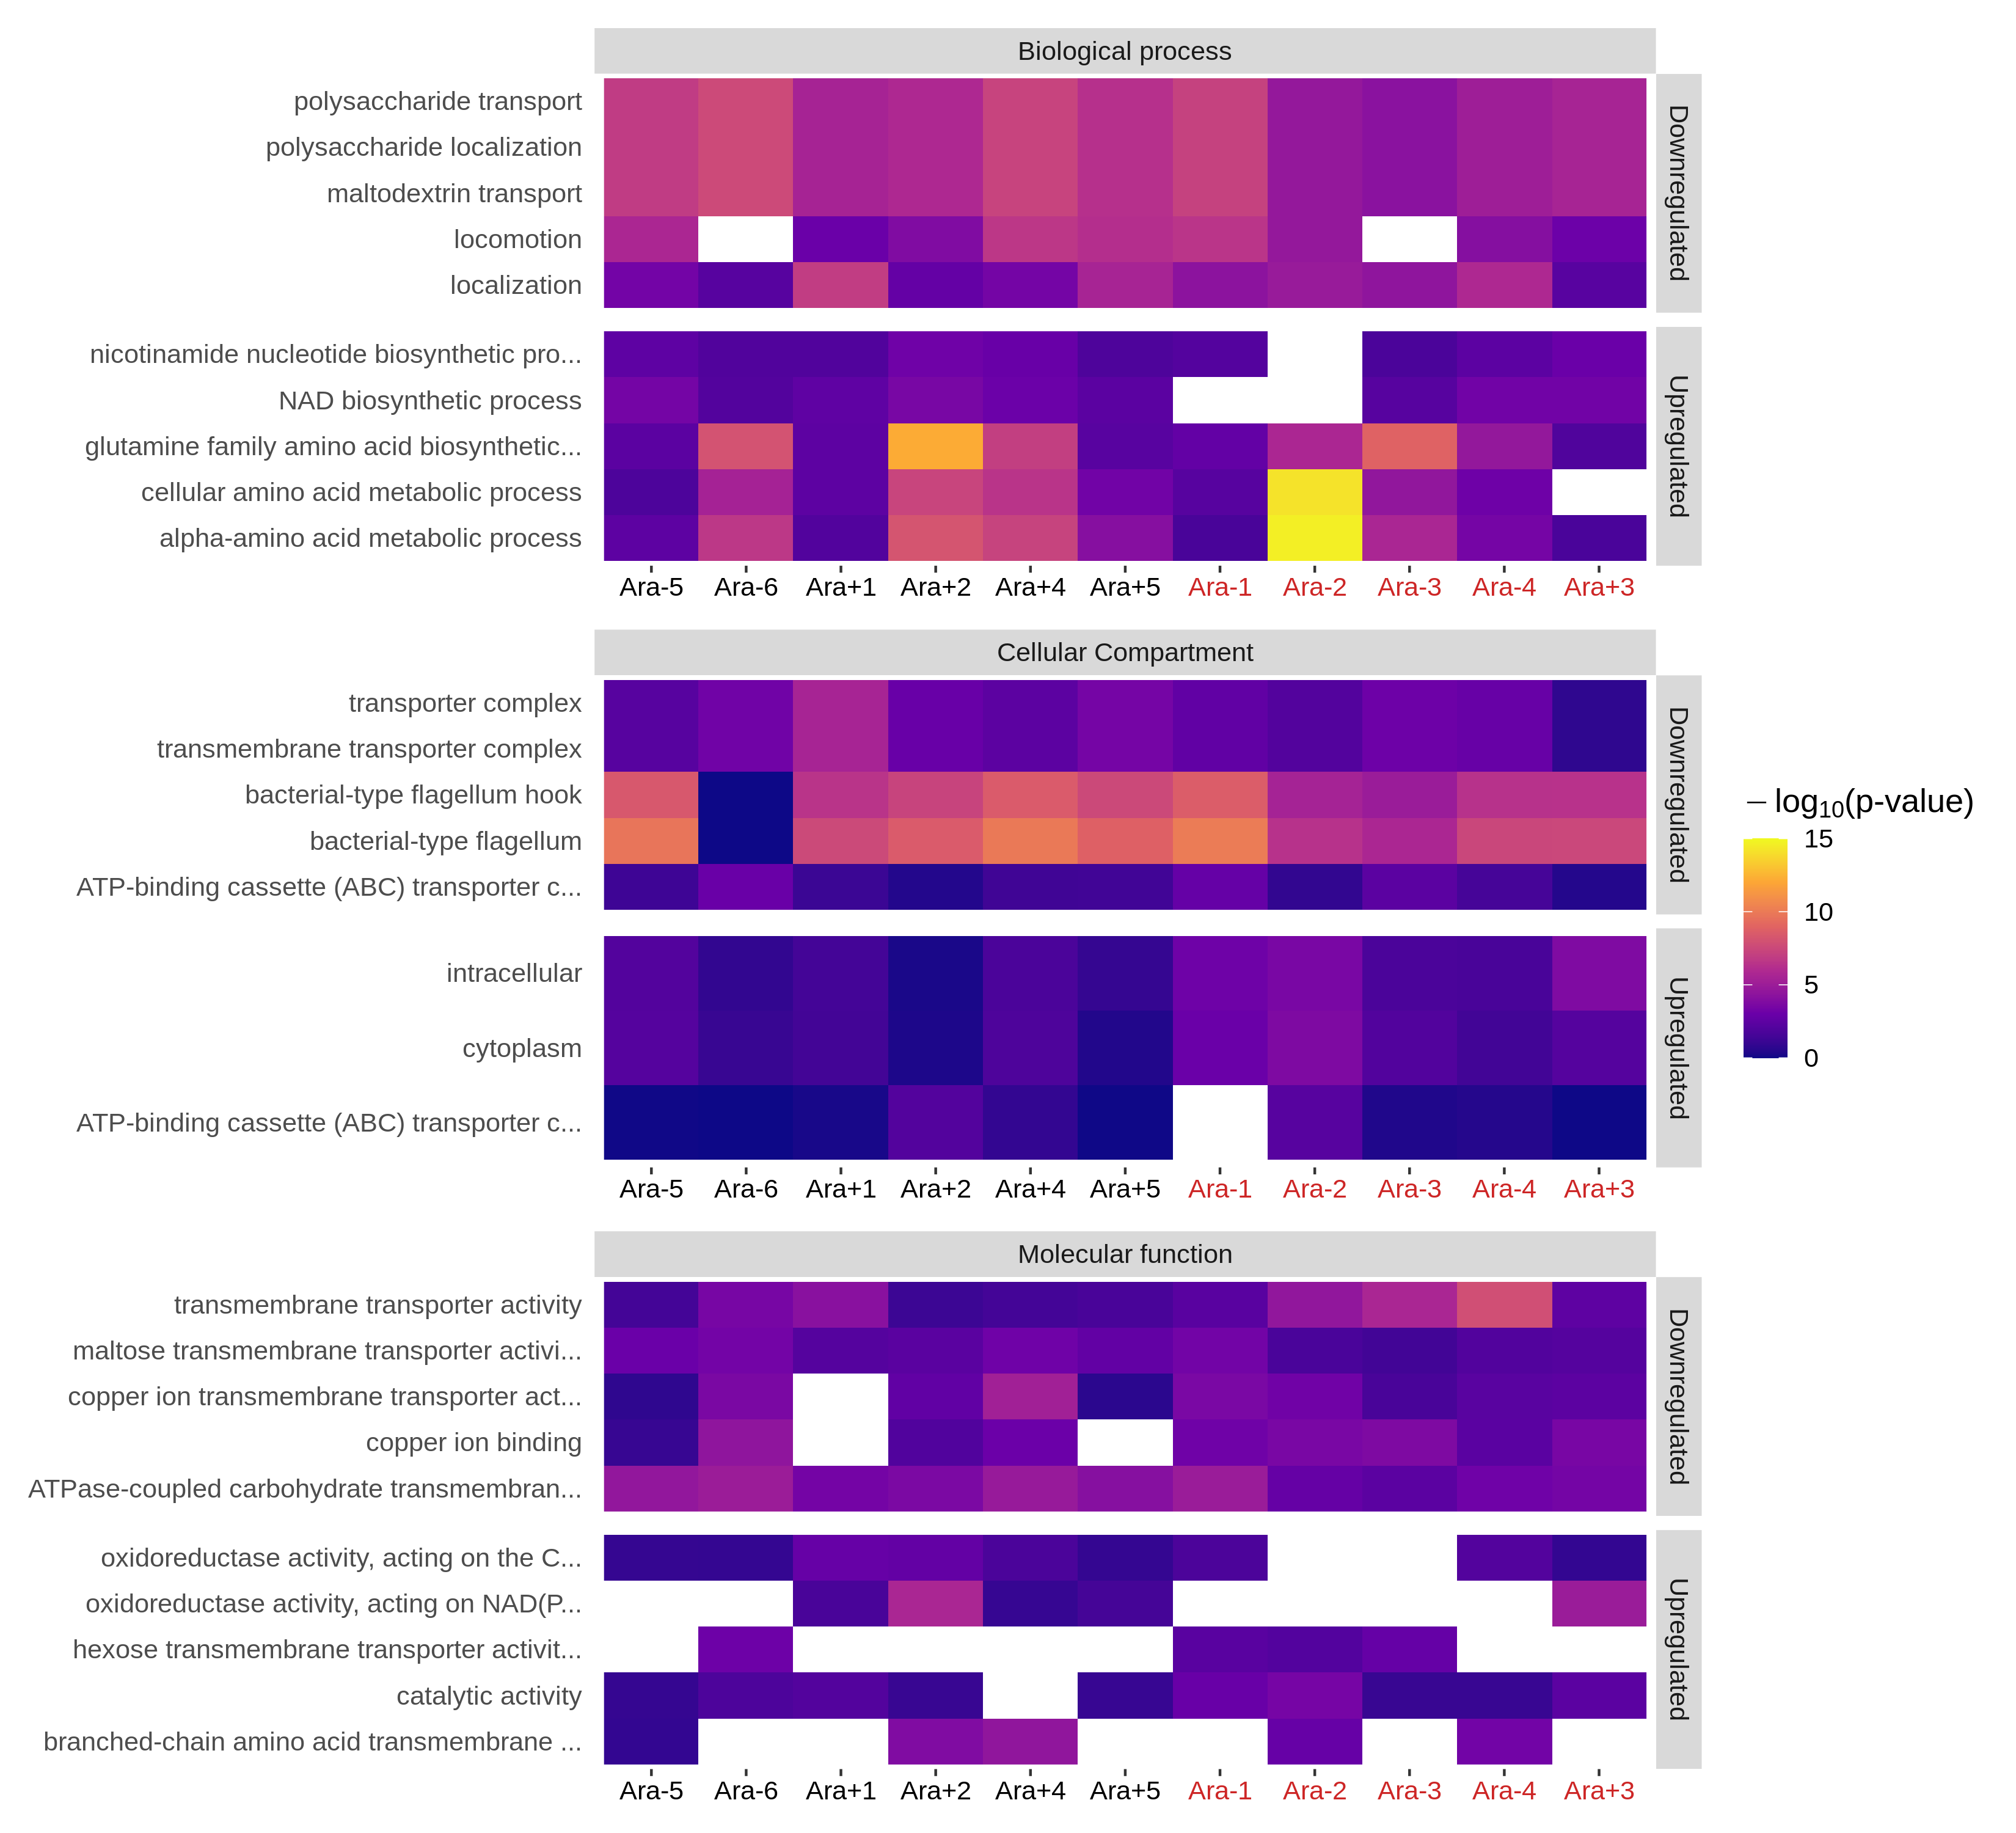 Biological process
polysaccharide transport
polysaccharide localization
maltodextrin transport
locomotion
localization
Downregulated
nicotinamide nucleotide biosynthetic pro...
NAD biosynthetic process
glutamine family amino acid biosynthetic...
cellular amino acid metabolic process
alpha-amino acid metabolic process
Upregulated
Ara-5 Ara-6 Ara+1 Ara+2 Ara+4 Ara+5 Ara-1 Ara-2 Ara-3 Ara-4 Ara+3
Cellular Compartment
transporter complex
transmembrane transporter complex
bacterial-type flagellum hook
bacterial-type flagellum
ATP-binding cassette (ABC) transporter c...
Downregulated
intracellular
cytoplasm
ATP-binding cassette (ABC) transporter c...
Upregulated
Ara-5 Ara-6 Ara+1 Ara+2 Ara+4 Ara+5 Ara-1 Ara-2 Ara-3 Ara-4 Ara+3
Molecular function
transmembrane transporter activity
maltose transmembrane transporter activi...
copper ion transmembrane transporter act...
copper ion binding
ATPase-coupled carbohydrate transmembran...
Downregulated
oxidoreductase activity, acting on the C...
oxidoreductase activity, acting on NAD(P...
hexose transmembrane transporter activit...
catalytic activity
branched-chain amino acid transmembrane ...
Upregulated
Ara-5 Ara-6 Ara+1 Ara+2 Ara+4 Ara+5 Ara-1 Ara-2 Ara-3 Ara-4 Ara+3
− log₁₀(p-value)
15
10
5
0